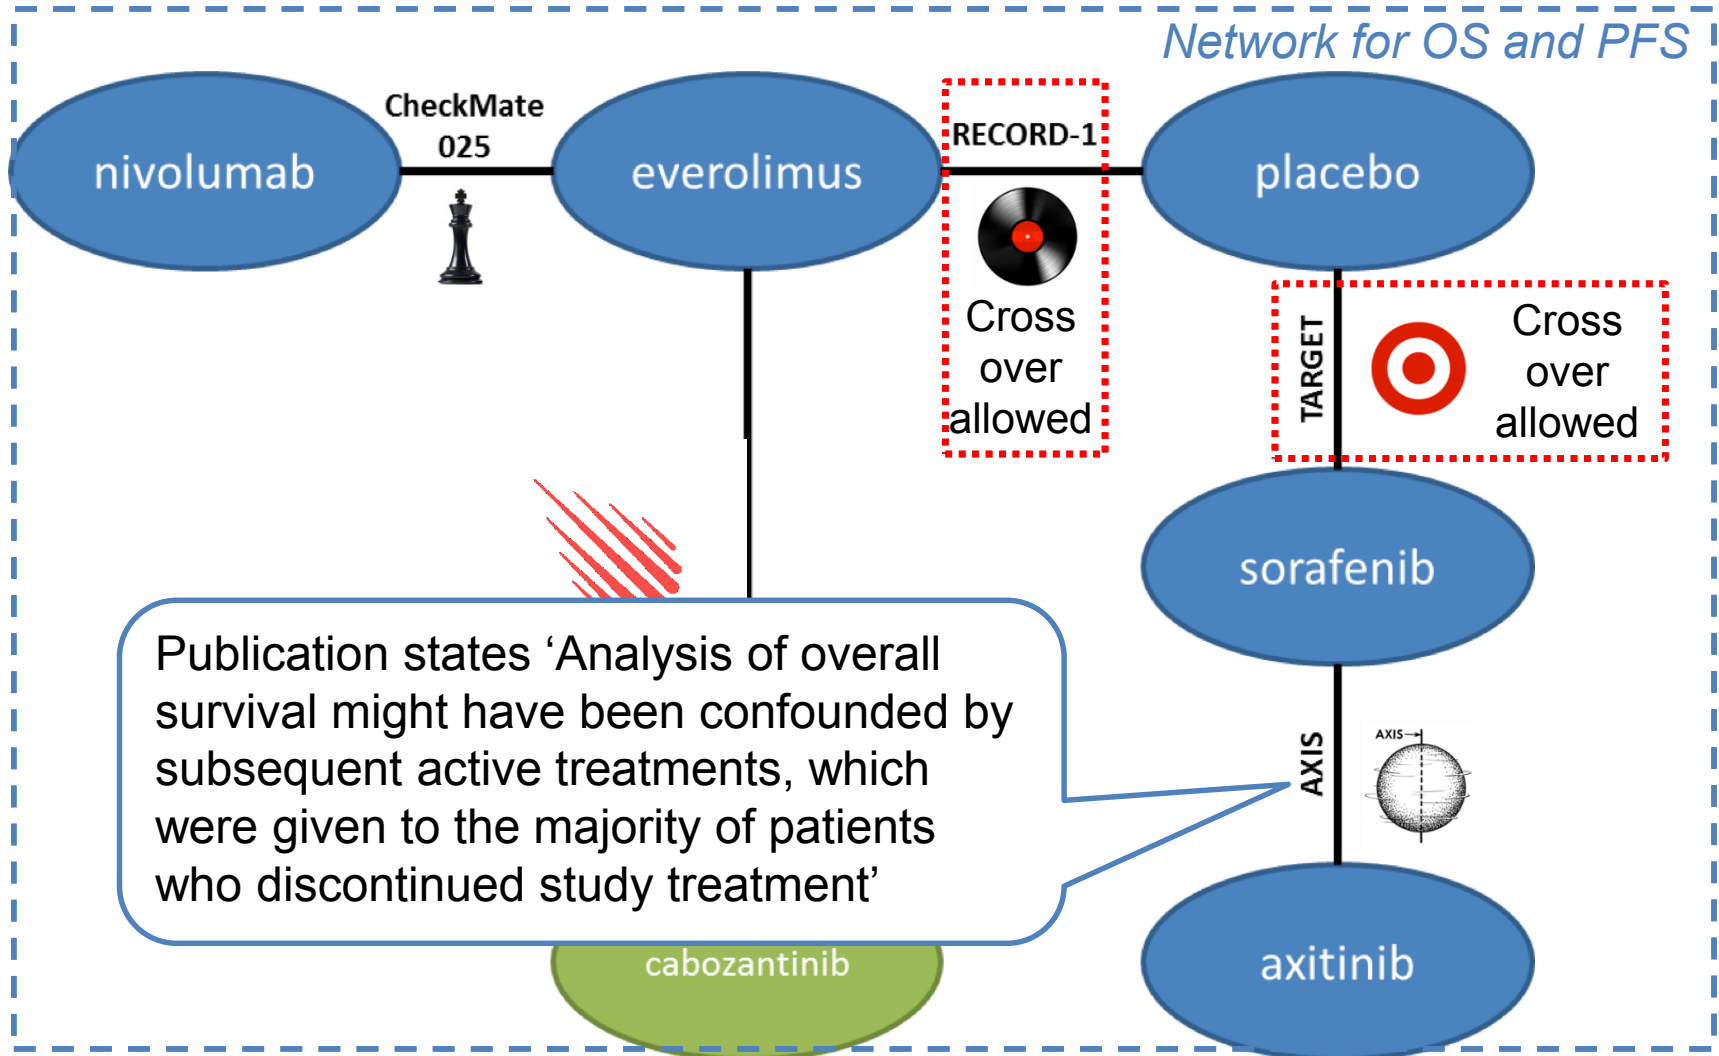 Network for OS and PFS
nivolumab
CheckMate
025
everolimus
RECORD-1
placebo
Cross
over
allowed
TARGET
Cross
over
allowed
sorafenib
Publication states ‘Analysis of overall
survival might have been confounded by
subsequent active treatments, which
were given to the majority of patients
who discontinued study treatment’
AXIS
AXIS
cabozantinib
axitinib